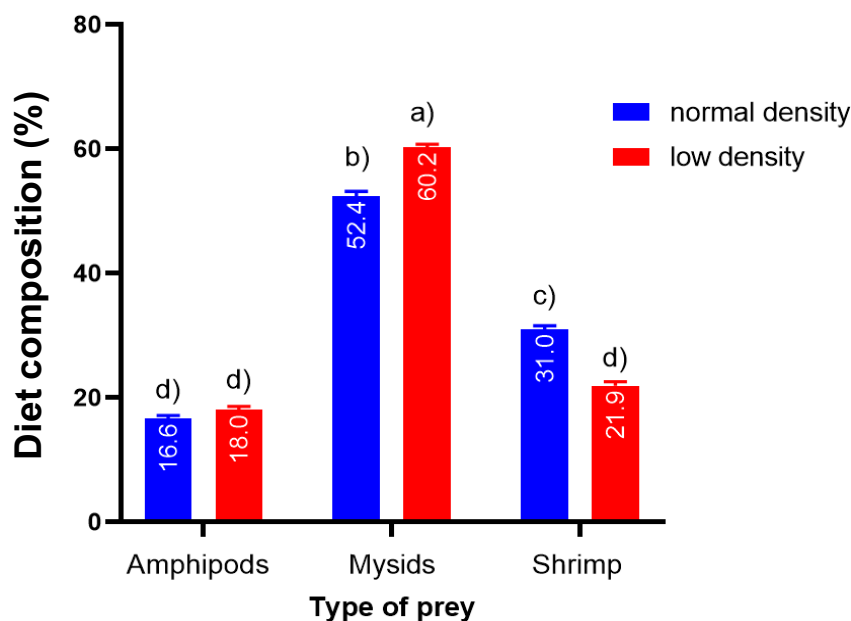 Diet composition (%)
80
60
40
20
0
normal density
low density
d)
d)
b)
a)
c)
d)
16.6
18.0
52.4
60.2
31.0
21.9
Amphipods
Mysids
Shrimp
Type of prey